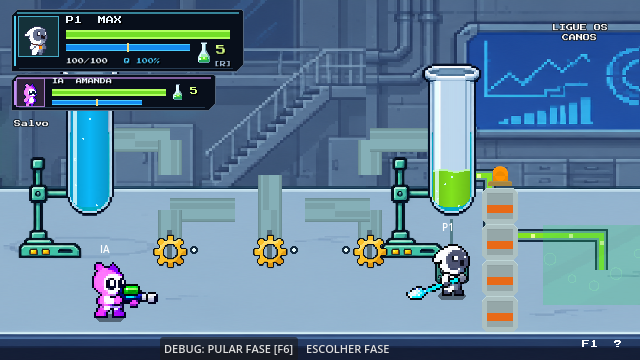 P1 MAX
5
100/100 Q 100% [R]
IA AMANDA
5
Salvo
LIGUE OS
CANOS
P1
IA
DEBUG: PULAR FASE [F6] ESCOLHER FASE
F1 ?